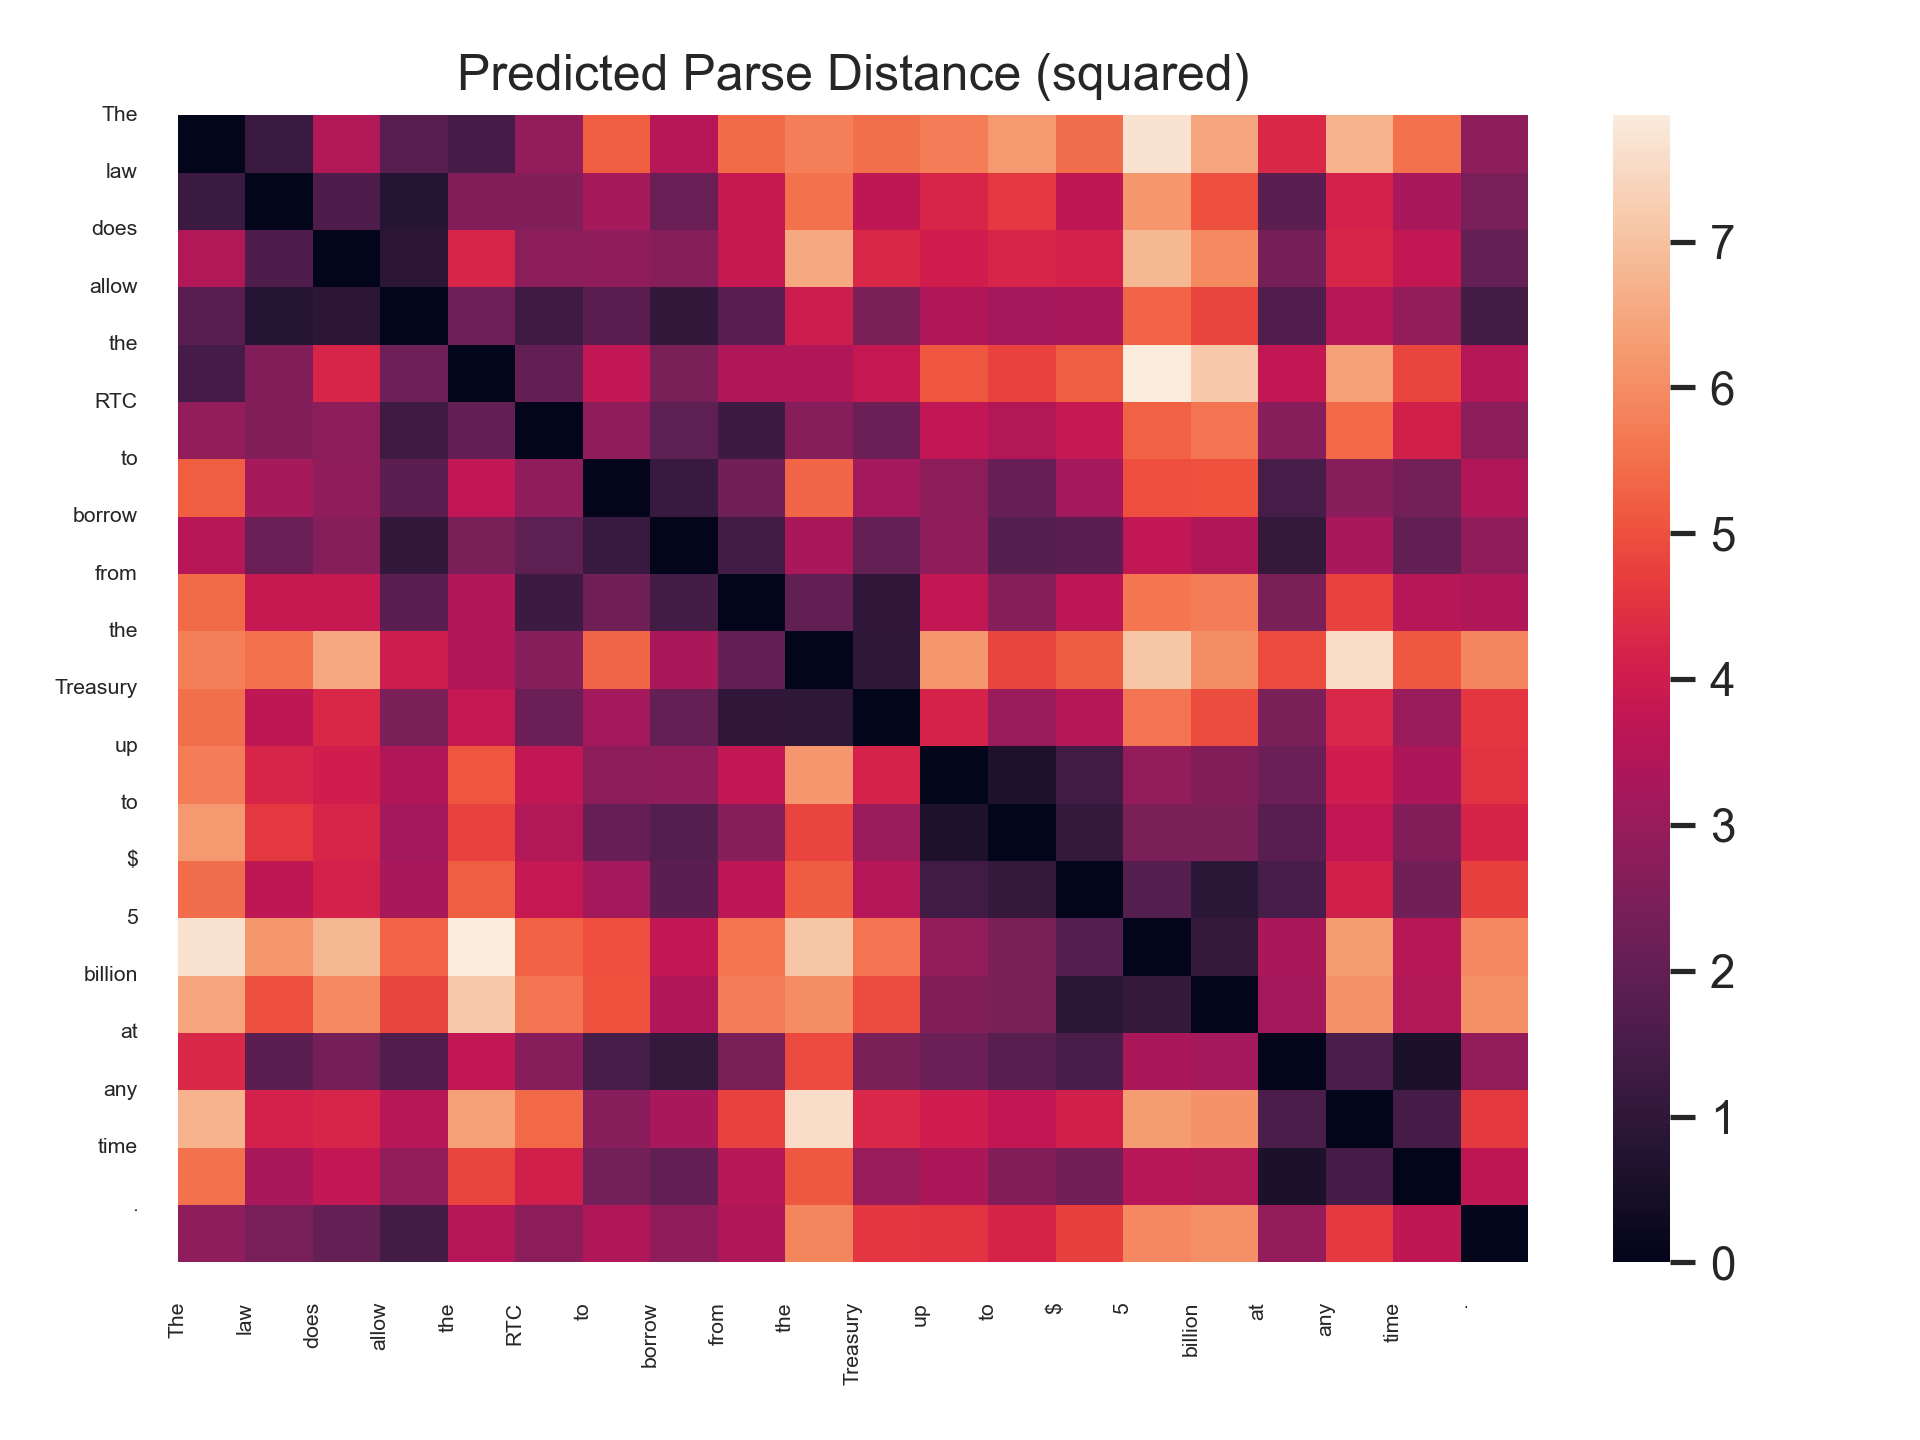 Predicted Parse Distance (squared)
The
law
does
allow
the
RTC
to
borrow
from
the
Treasury
up
to
$
5
billion
at
any
time
.
The
law
does
allow
the
RTC
to
borrow
from
the
Treasury
up
to
$
5
billion
at
any
time
.
7
6
5
4
3
2
1
0